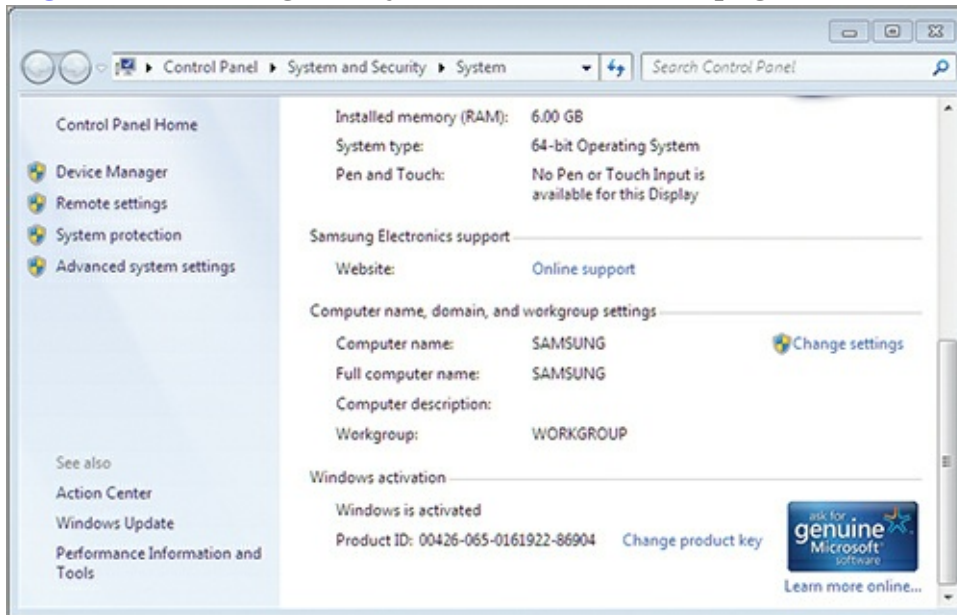 Control Panel ▸ System and Security ▸ System
Search Control Panel
Control Panel Home
Device Manager
Remote settings
System protection
Advanced system settings
See also
Action Center
Windows Update
Performance Information and
Tools
Installed memory (RAM): 6.00 GB
System type: 64-bit Operating System
Pen and Touch: No Pen or Touch Input is
available for this Display
Samsung Electronics support
Website: Online support
Computer name, domain, and workgroup settings
Computer name: SAMSUNG Change settings
Full computer name: SAMSUNG
Computer description:
Workgroup: WORKGROUP
Windows activation
Windows is activated
Product ID: 00426-065-0161922-86904 Change product key
ask for
genuine
Microsoft
software
Learn more online...